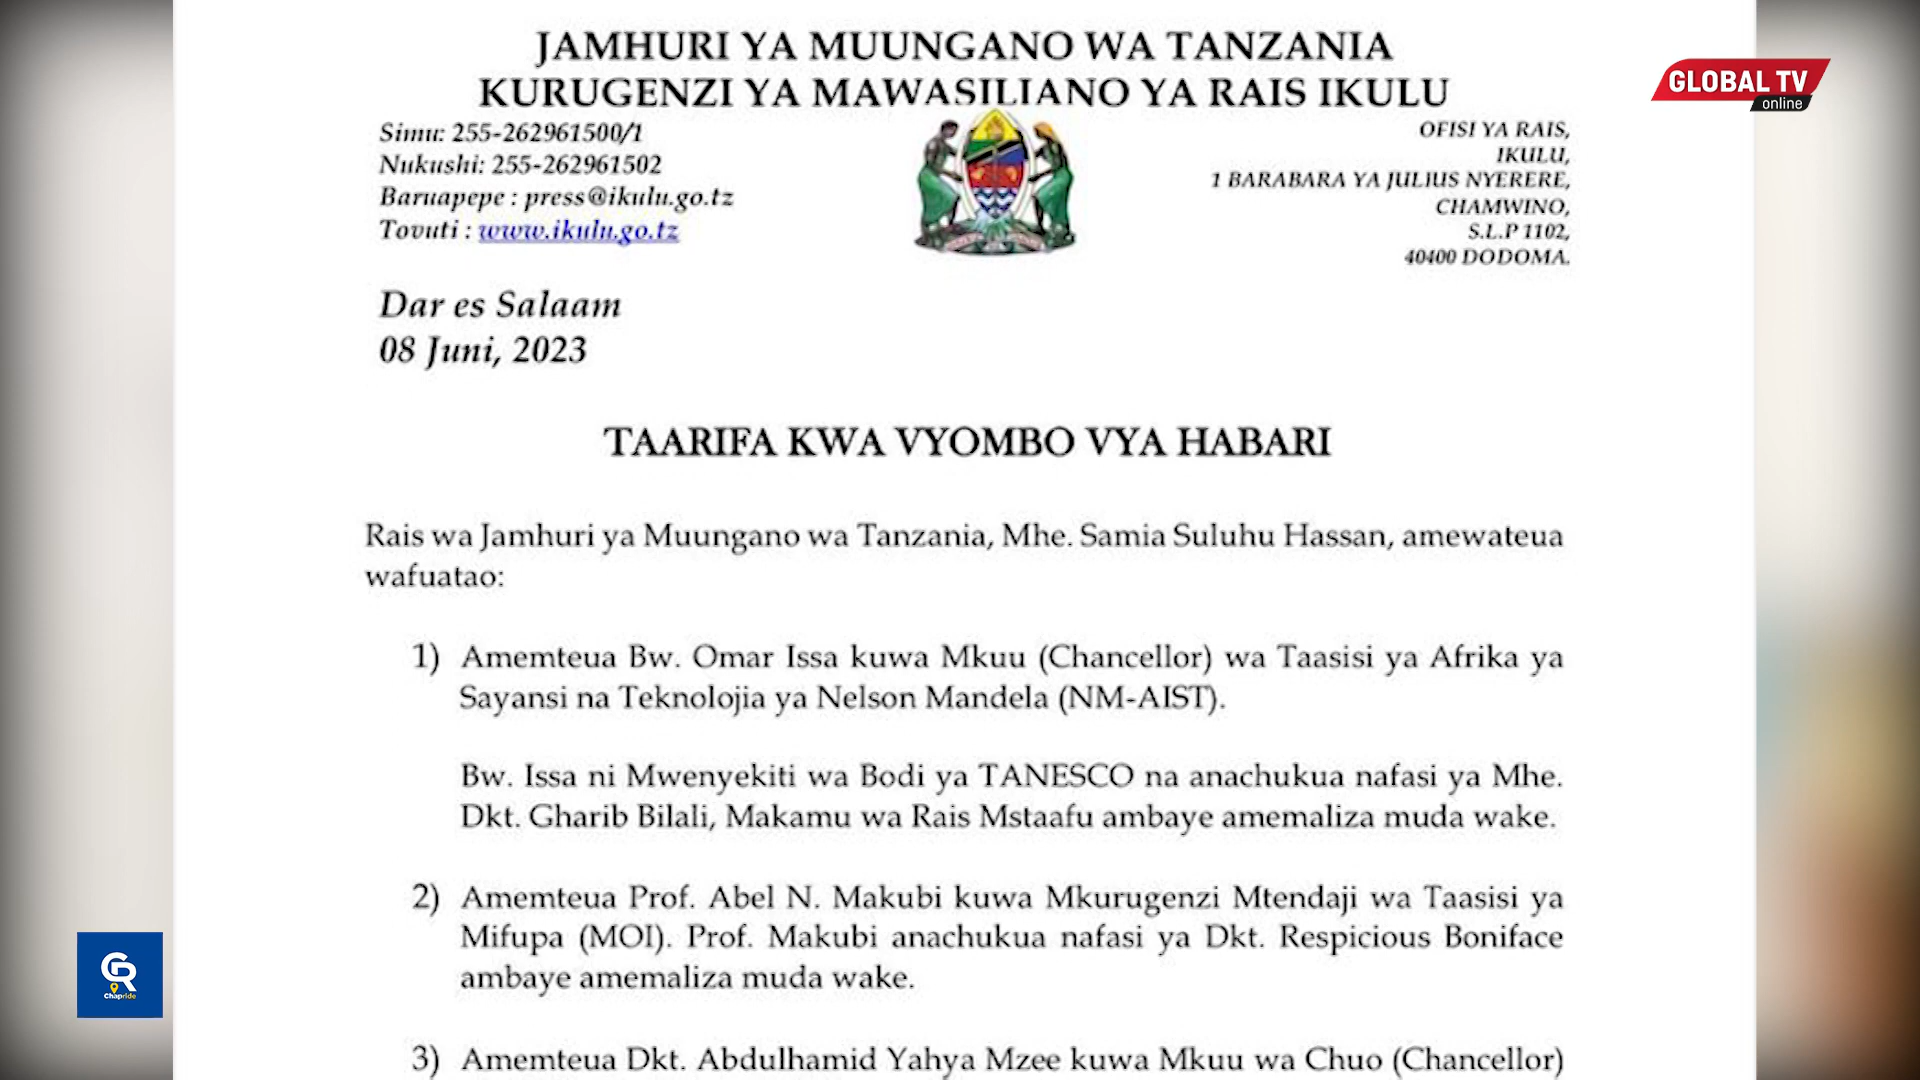 JAMHURI YA MUUNGANO WA TANZANIA
KURUGENZI YA MAWASILIANO YA RAIS IKULU
Simu: 255-262961500/1
Nukushi: 255-262961502
Baruapepe : press@ikulu.go.tz
Tovuti : www.ikulu.go.tz
OFISI YA RAIS,
IKULU,
1 BARABARA YA JULIUS NYERERE,
CHAMWINO,
S.L.P 1102,
40400 DODOMA.
GLOBAL TV
online
Dar es Salaam
08 Juni, 2023
TAARIFA KWA VYOMBO VYA HABARI
Rais wa Jamhuri ya Muungano wa Tanzania, Mhe. Samia Suluhu Hassan, amewateua
wafuatao:
1) Amemteua Bw. Omar Issa kuwa Mkuu (Chancellor) wa Taasisi ya Afrika ya
Sayansi na Teknolojia ya Nelson Mandela (NM-AIST).
Bw. Issa ni Mwenyekiti wa Bodi ya TANESCO na anachukua nafasi ya Mhe.
Dkt. Gharib Bilali, Makamu wa Rais Mstaafu ambaye amemaliza muda wake.
2) Amemteua Prof. Abel N. Makubi kuwa Mkurugenzi Mtendaji wa Taasisi ya
Mifupa (MOI). Prof. Makubi anachukua nafasi ya Dkt. Respicious Boniface
ambaye amemaliza muda wake.
3) Amemteua Dkt. Abdulhamid Yahya Mzee kuwa Mkuu wa Chuo (Chancellor)
CR
Chapride